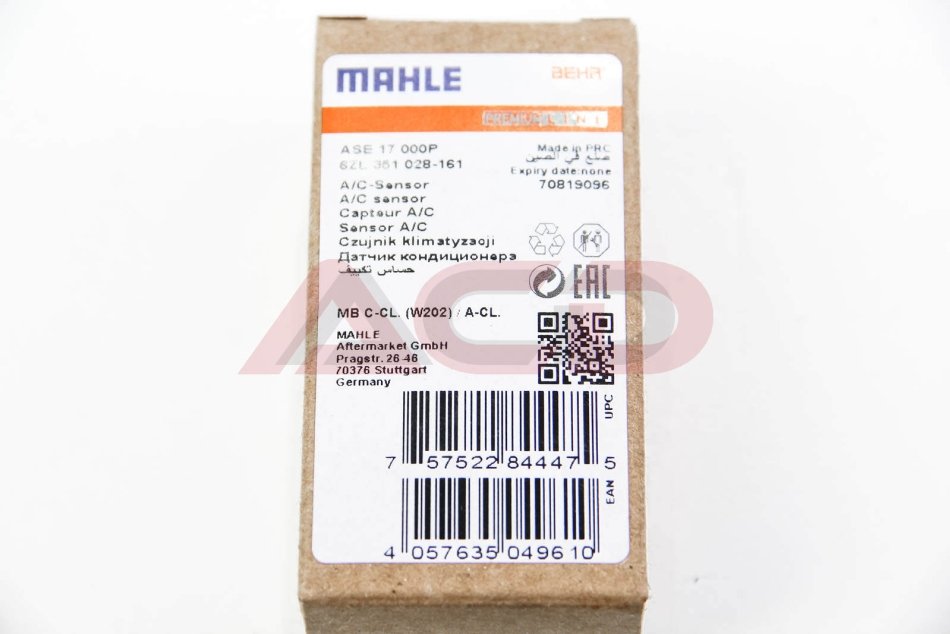 MAHLE
BEHR
ASE 17 000P
Made in PRC
صنع في الصين
6ZL 351 028-161
Expiry date:none
70819096
A/C-Sensor
A/C sensor
Capteur A/C
Sensor A/C
Czujnik klimatyzacji
Датчик кондиционера
حساس تكييف
EAC
ACD
MB C-CL. (W202) / A-CL.
MAHLE
Aftermarket GmbH
Pragstr. 26-46
70376 Stuttgart
Germany
UPC
7 57522 84447 5
EAN
4 057635 049610